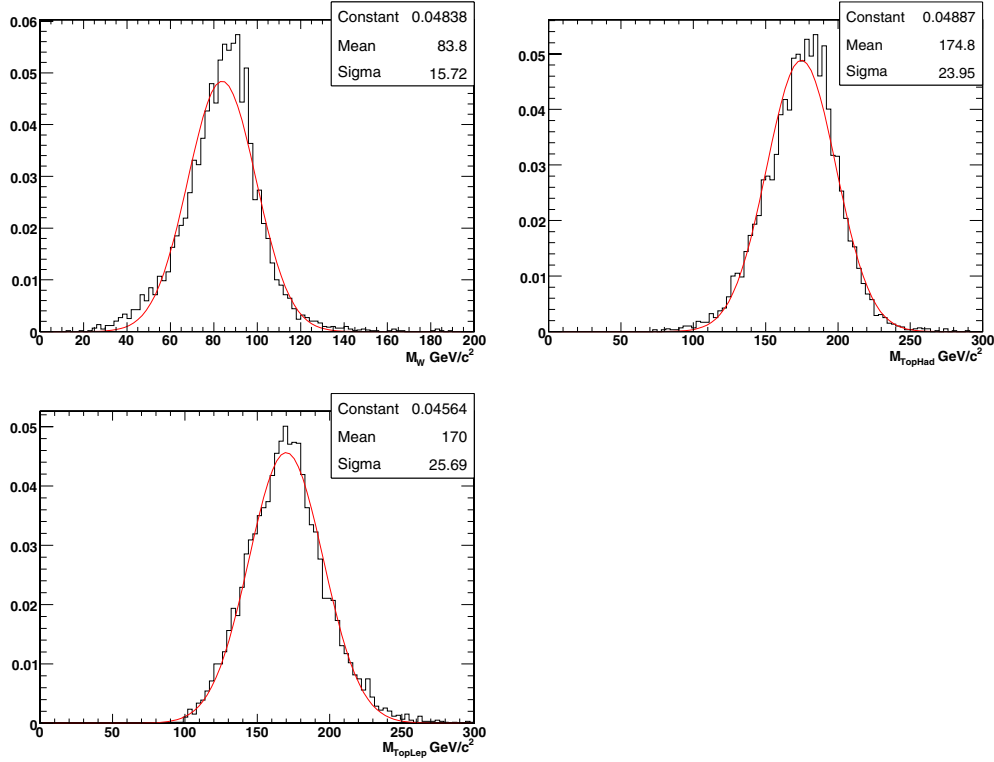 Constant 0.04838
Mean 83.8
Sigma 15.72
0.06
0.05
0.04
0.03
0.02
0.01
0
0 20 40 60 80 100 120 140 160 180 200
M_W GeV/c^2
Constant 0.04887
Mean 174.8
Sigma 23.95
0.05
0.04
0.03
0.02
0.01
0
0 50 100 150 200 250 300
M_TopHad GeV/c^2
Constant 0.04564
Mean 170
Sigma 25.69
0.05
0.04
0.03
0.02
0.01
0
0 50 100 150 200 250 300
M_TopLep GeV/c^2